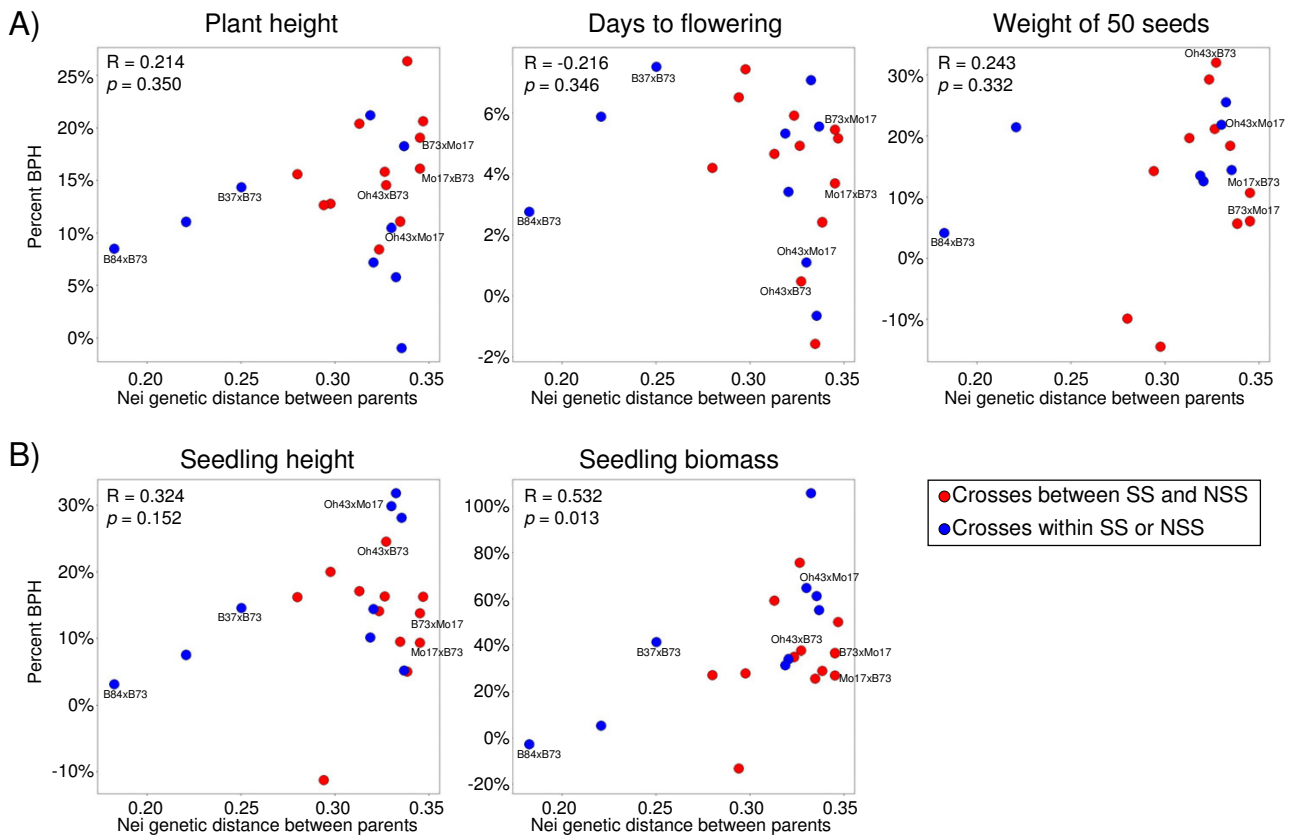 A)
Plant height
Days to flowering
Weight of 50 seeds
R = 0.214
p = 0.350
Percent BPH
25%
20%
15%
10%
5%
0%
B73xMo17
Mo17xB73
Oh43xB73
B37xB73
Oh43xMo17
B84xB73
0.20 0.25 0.30 0.35
Nei genetic distance between parents
R = -0.216
p = 0.346
6%
4%
2%
0%
-2%
B37xB73
B73xMo17
Mo17xB73
B84xB73
Oh43xMo17
Oh43xB73
0.20 0.25 0.30 0.35
Nei genetic distance between parents
R = 0.243
p = 0.332
30%
20%
10%
0%
-10%
Oh43xB73
Oh43xMo17
Mo17xB73
B73xMo17
B84xB73
0.20 0.25 0.30 0.35
Nei genetic distance between parents
B)
Seedling height
Seedling biomass
R = 0.324
p = 0.152
Percent BPH
30%
20%
10%
0%
-10%
Oh43xMo17
Oh43xB73
B37xB73
B73xMo17
Mo17xB73
B84xB73
0.20 0.25 0.30 0.35
Nei genetic distance between parents
R = 0.532
p = 0.013
100%
80%
60%
40%
20%
0%
-20%
Oh43xMo17
Oh43xB73
B37xB73
B73xMo17
Mo17xB73
B84xB73
0.20 0.25 0.30 0.35
Nei genetic distance between parents
Crosses between SS and NSS
Crosses within SS or NSS